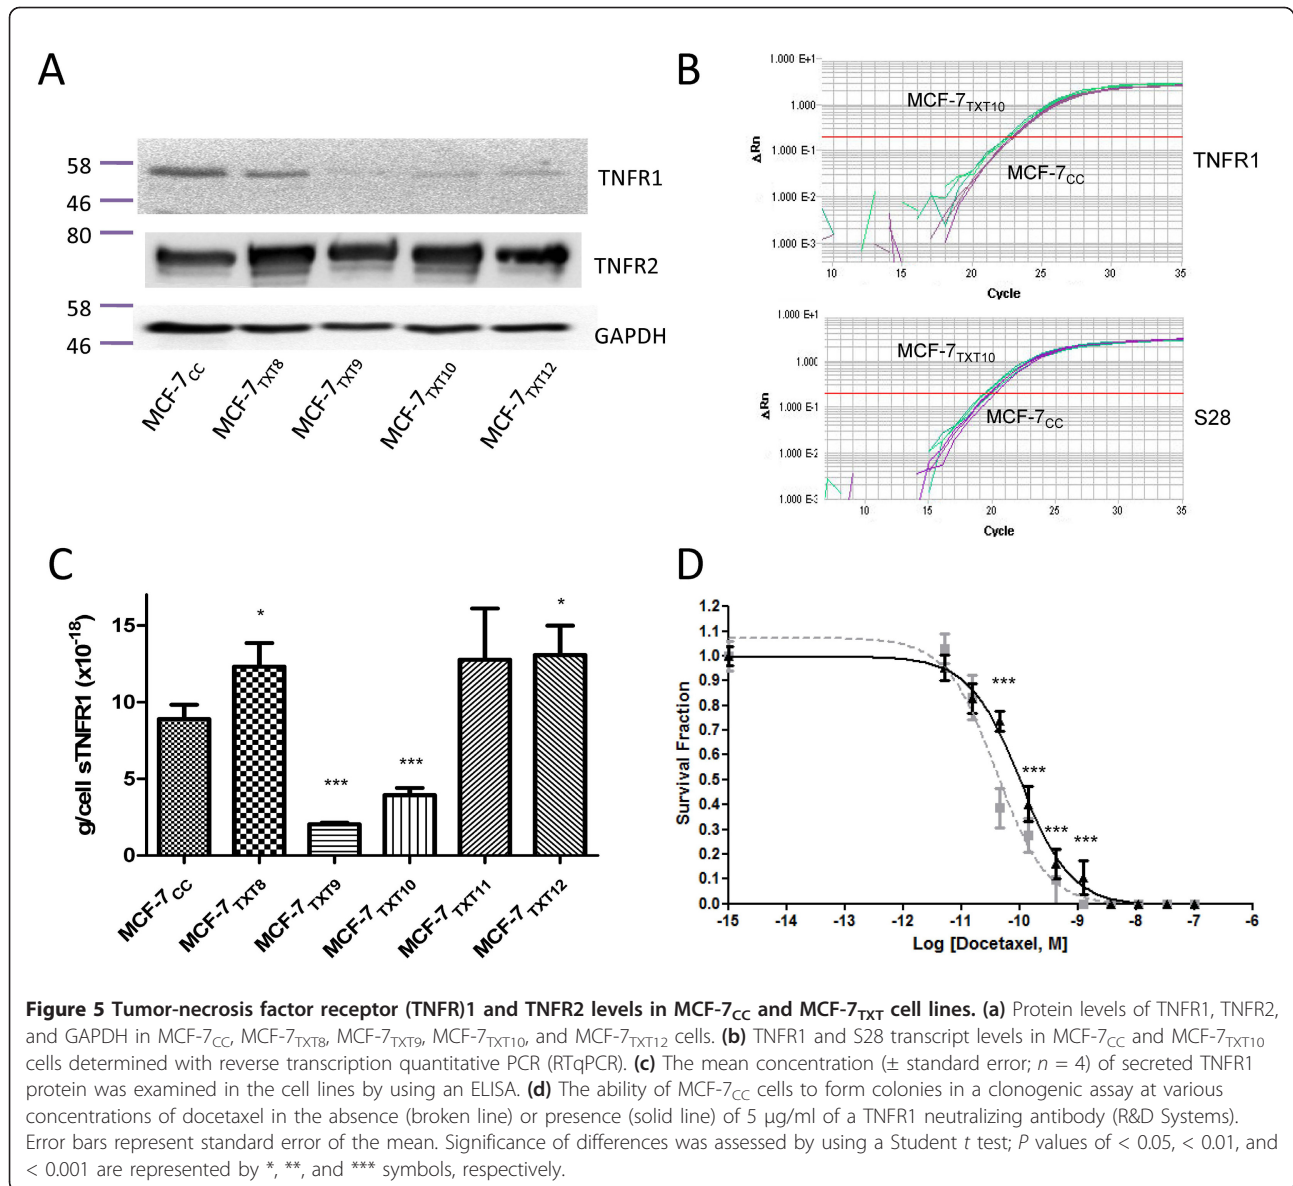 A
58
46
TNFR1
80
TNFR2
58
46
GAPDH
MCF-7CC
MCF-7TXT8
MCF-7TXT9
MCF-7TXT10
MCF-7TXT12
B
1.000 E+1
1.000
1.000 E-1
1.000 E-2
1.000 E-3
ΔRn
MCF-7TXT10
MCF-7CC
10 15 20 25 30 35
Cycle
TNFR1
1.000 E+1
1.000
1.000 E-1
1.000 E-2
1.000 E-3
ΔRn
MCF-7TXT10
MCF-7CC
10 15 20 25 30 35
Cycle
S28
C
g/cell sTNFR1 (x10-18)
15
10
5
0
*
***
***
*
MCF-7CC
MCF-7TXT8
MCF-7TXT9
MCF-7TXT10
MCF-7TXT11
MCF-7TXT12
D
Survival Fraction
1.2
1.1
1.0
0.9
0.8
0.7
0.6
0.5
0.4
0.3
0.2
0.1
0.0
***
***
***
***
-15 -14 -13 -12 -11 -10 -9 -8 -7 -6
Log [Docetaxel, M]
Figure 5 Tumor-necrosis factor receptor (TNFR)1 and TNFR2 levels in MCF-7CC and MCF-7TXT cell lines. (a) Protein levels of TNFR1, TNFR2,
and GAPDH in MCF-7CC, MCF-7TXT8, MCF-7TXT9, MCF-7TXT10, and MCF-7TXT12 cells. (b) TNFR1 and S28 transcript levels in MCF-7CC and MCF-7TXT10
cells determined with reverse transcription quantitative PCR (RTqPCR). (c) The mean concentration (± standard error; n = 4) of secreted TNFR1
protein was examined in the cell lines by using an ELISA. (d) The ability of MCF-7CC cells to form colonies in a clonogenic assay at various
concentrations of docetaxel in the absence (broken line) or presence (solid line) of 5 μg/ml of a TNFR1 neutralizing antibody (R&D Systems).
Error bars represent standard error of the mean. Significance of differences was assessed by using a Student t test; P values of < 0.05, < 0.01, and
< 0.001 are represented by *, **, and *** symbols, respectively.